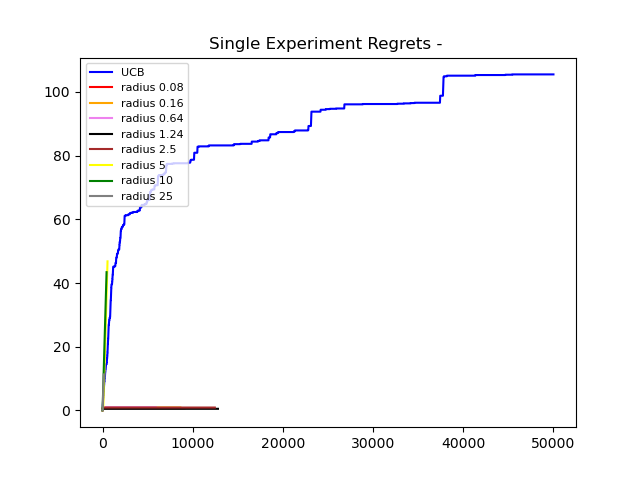 Single Experiment Regrets -
UCB
radius 0.08
radius 0.16
radius 0.64
radius 1.24
radius 2.5
radius 5
radius 10
radius 25
100
80
60
40
20
0
0 10000 20000 30000 40000 50000